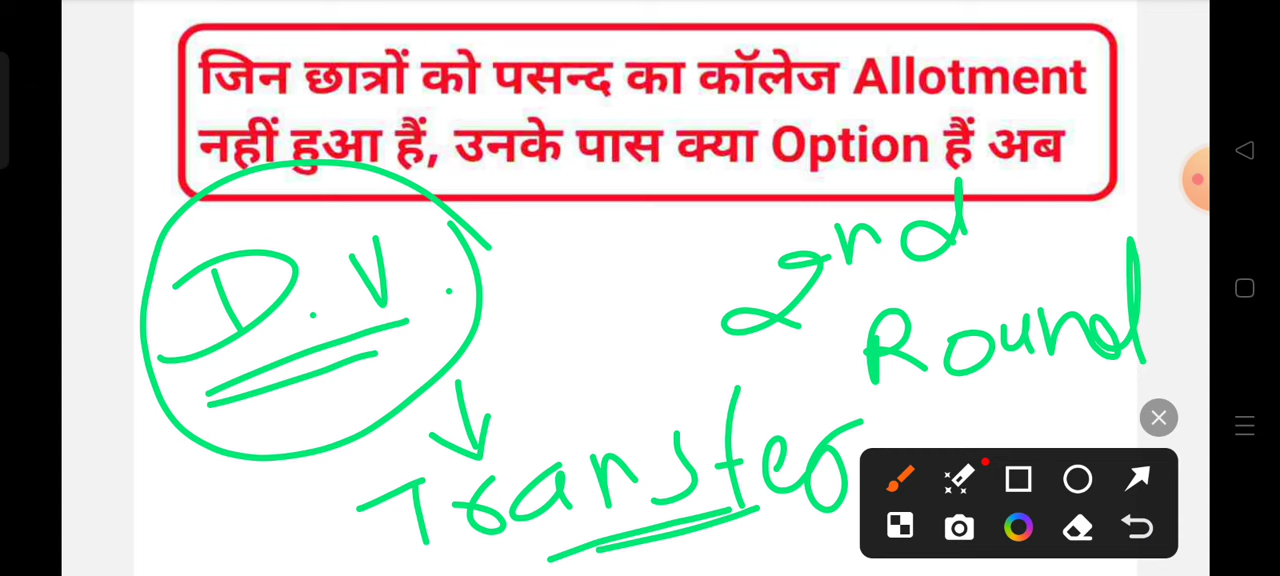 जिन छात्रों को पसन्द का कॉलेज Allotment
नहीं हुआ हैं, उनके पास क्या Option हैं अब
D.V.
2nd
Round
Transfer